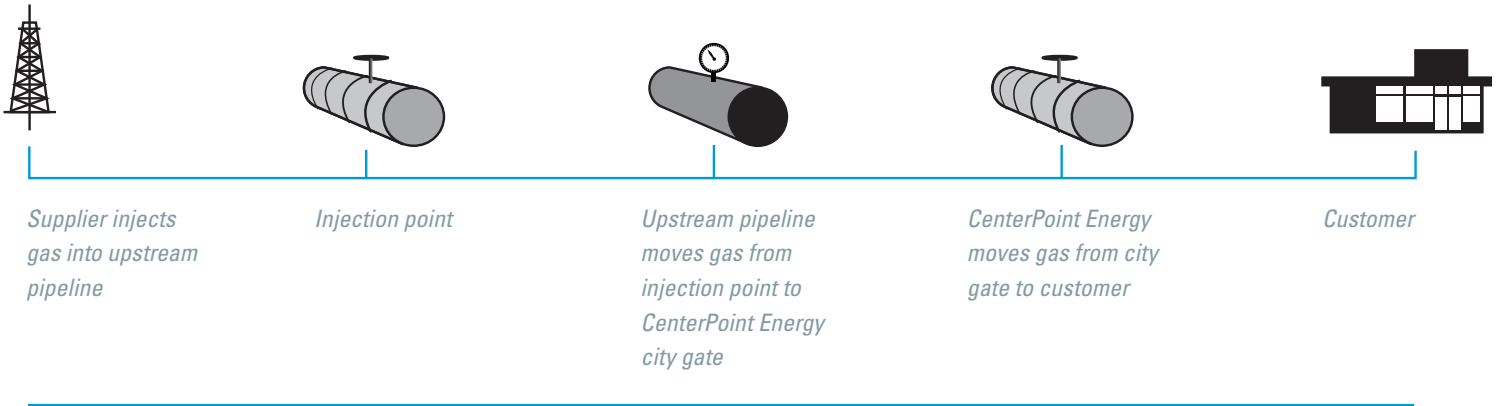 Supplier injects
gas into upstream
pipeline
Injection point
Upstream pipeline
moves gas from
injection point to
CenterPoint Energy
city gate
CenterPoint Energy
moves gas from city
gate to customer
Customer